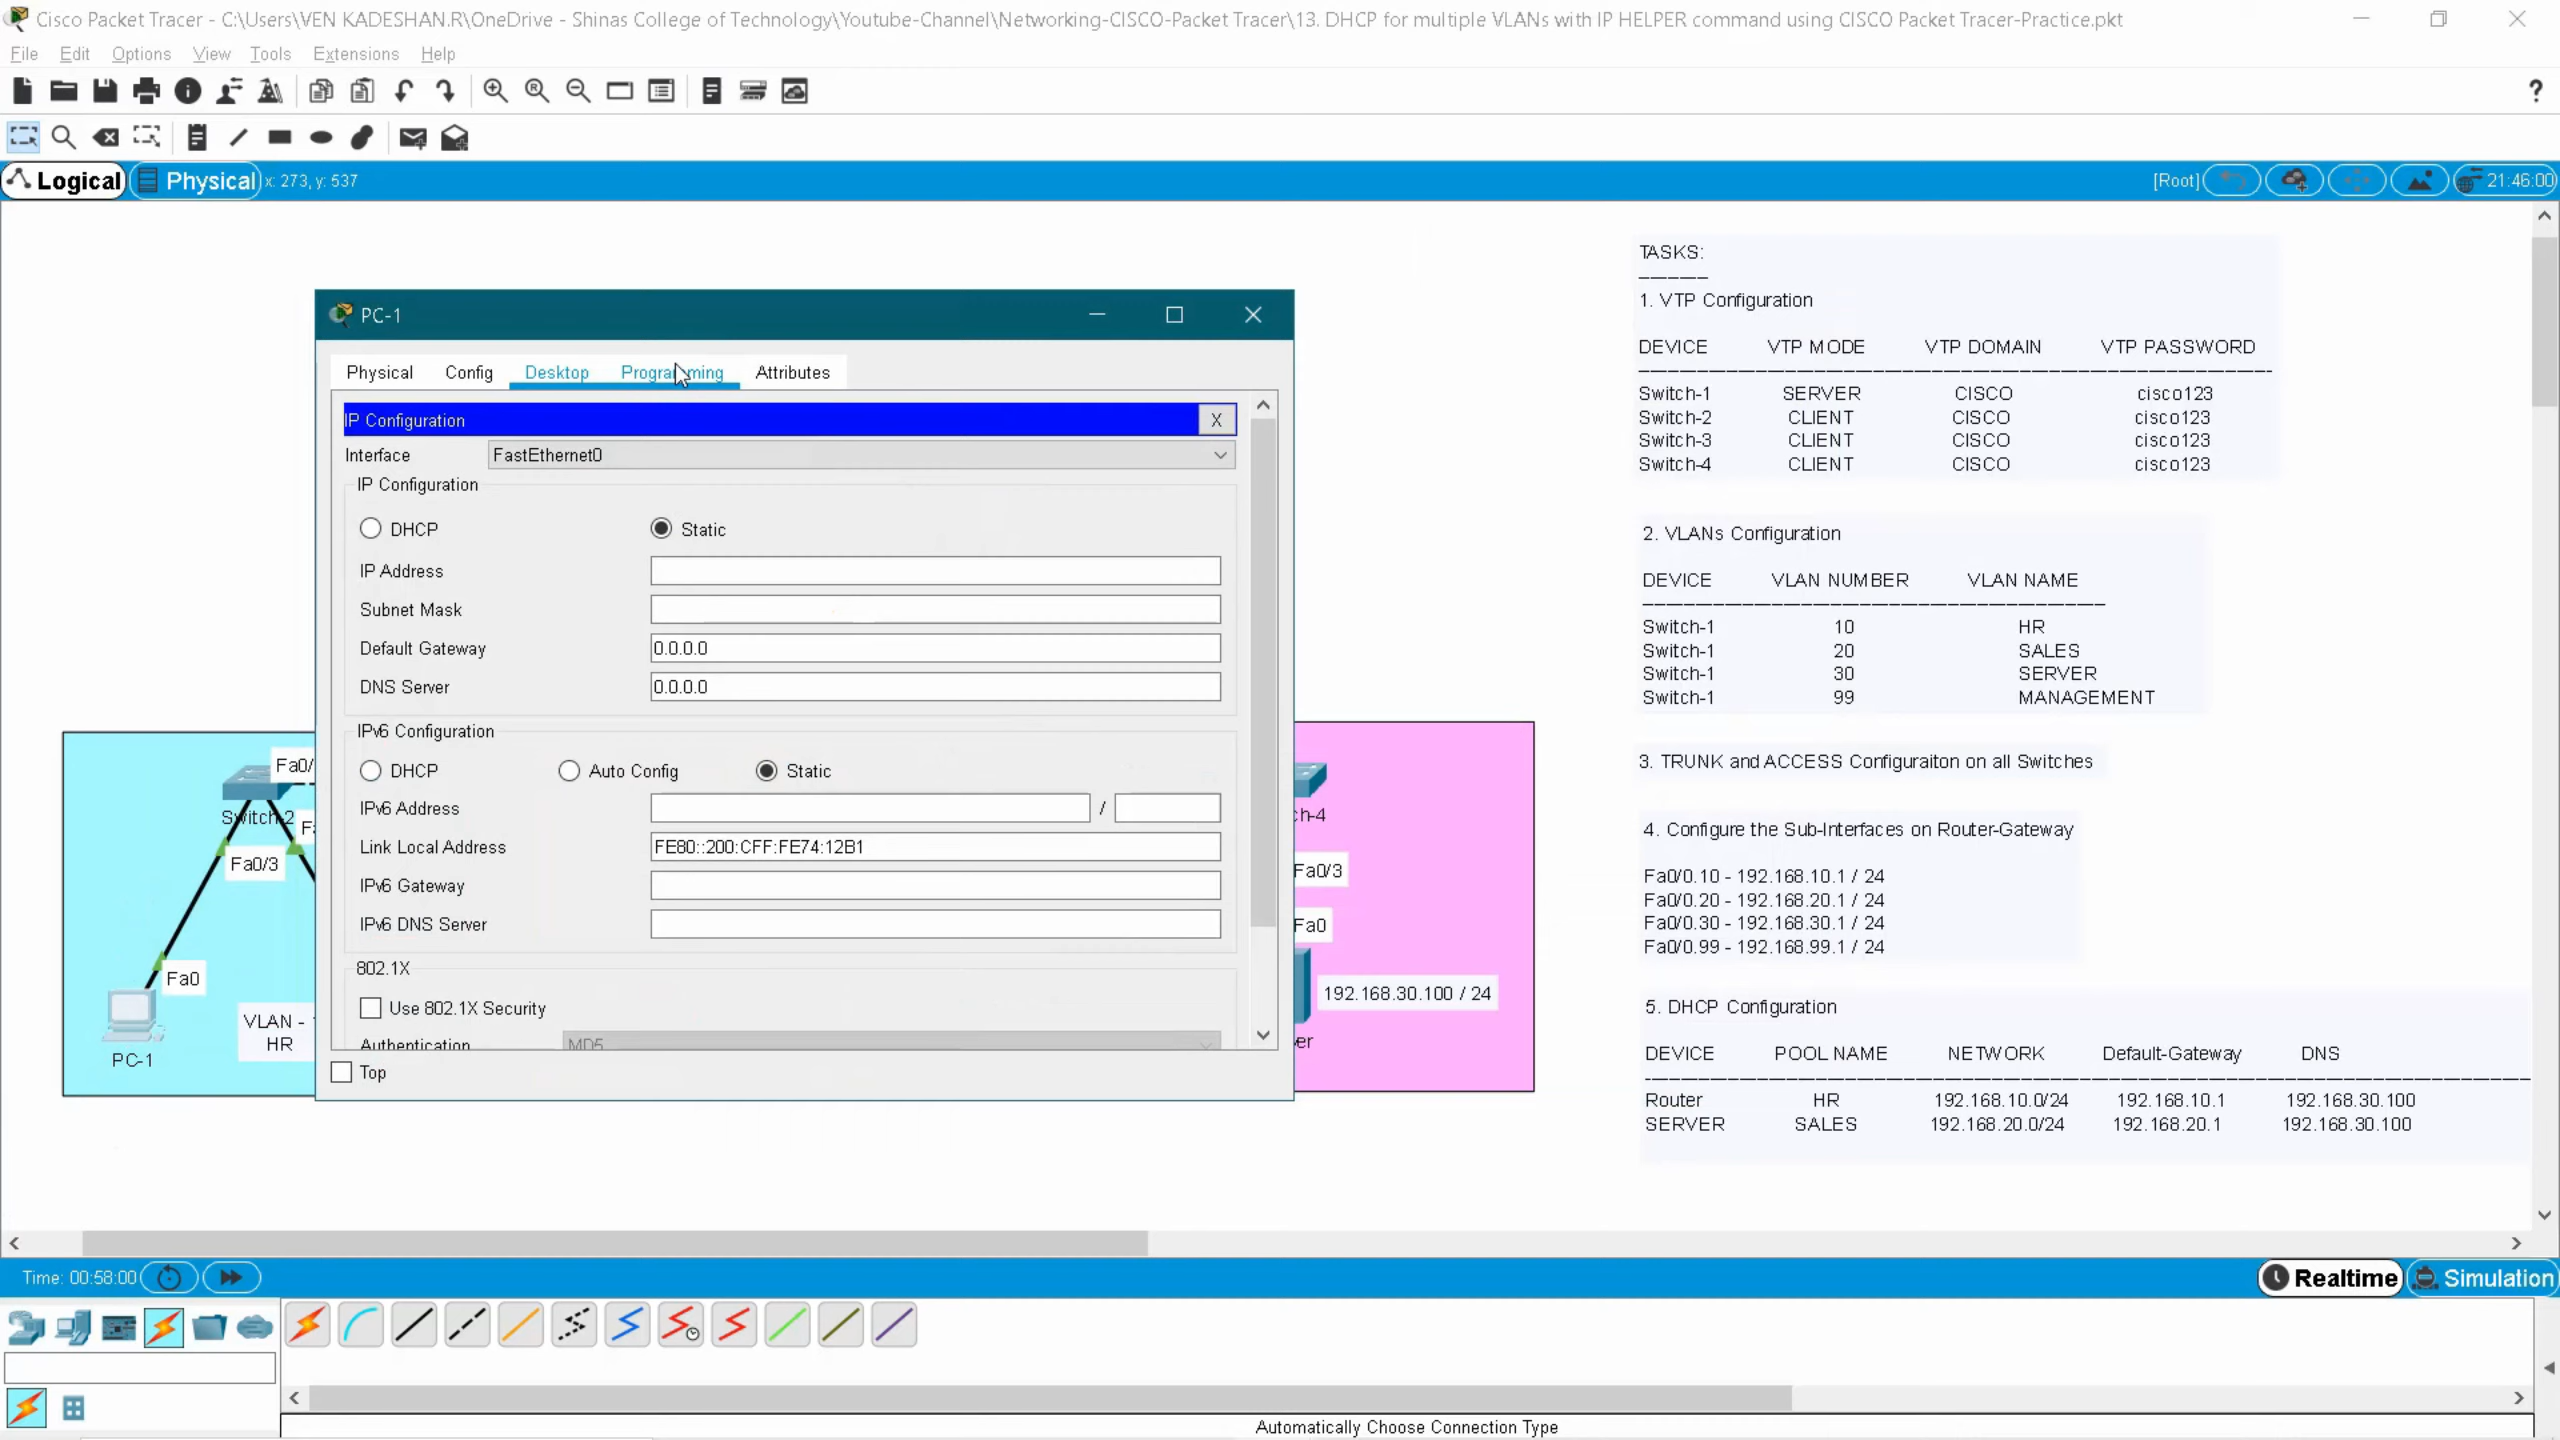 Cisco Packet Tracer - C:\Users\VEN KADESHAN.R\OneDrive - Shinas College of Technology\Youtube-Channel\Networking-CISCO-Packet Tracer\13. DHCP for multiple VLANs with IP HELPER command using CISCO Packet Tracer-Practice.pkt
File Edit Options View Tools Extensions Help
Logical Physical x: 273, y: 537 [Root] 21:46:00
PC-1
Physical Config Desktop Programming Attributes
IP Configuration X
Interface FastEthernet0
IP Configuration
DHCP Static
IP Address
Subnet Mask
Default Gateway 0.0.0.0
DNS Server 0.0.0.0
IPv6 Configuration
DHCP Auto Config Static
IPv6 Address /
Link Local Address FE80::200:CFF:FE74:12B1
IPv6 Gateway
IPv6 DNS Server
802.1X
Use 802.1X Security
Authentication MD5
Top
Fa0/
Switch-2
Fa0/3
Fa0
VLAN -
HR
PC-1
Fa0/3
Fa0
192.168.30.100 / 24
TASKS:
1. VTP Configuration
DEVICE VTP MODE VTP DOMAIN VTP PASSWORD
Switch-1 SERVER CISCO cisco123
Switch-2 CLIENT CISCO cisco123
Switch-3 CLIENT CISCO cisco123
Switch-4 CLIENT CISCO cisco123
2. VLANs Configuration
DEVICE VLAN NUMBER VLAN NAME
Switch-1 10 HR
Switch-1 20 SALES
Switch-1 30 SERVER
Switch-1 99 MANAGEMENT
3. TRUNK and ACCESS Configuraiton on all Switches
4. Configure the Sub-Interfaces on Router-Gateway
Fa0/0.10 - 192.168.10.1 / 24
Fa0/0.20 - 192.168.20.1 / 24
Fa0/0.30 - 192.168.30.1 / 24
Fa0/0.99 - 192.168.99.1 / 24
5. DHCP Configuration
DEVICE POOL NAME NETWORK Default-Gateway DNS
Router HR 192.168.10.0/24 192.168.10.1 192.168.30.100
SERVER SALES 192.168.20.0/24 192.168.20.1 192.168.30.100
Time: 00:58:00 Realtime Simulation
Automatically Choose Connection Type